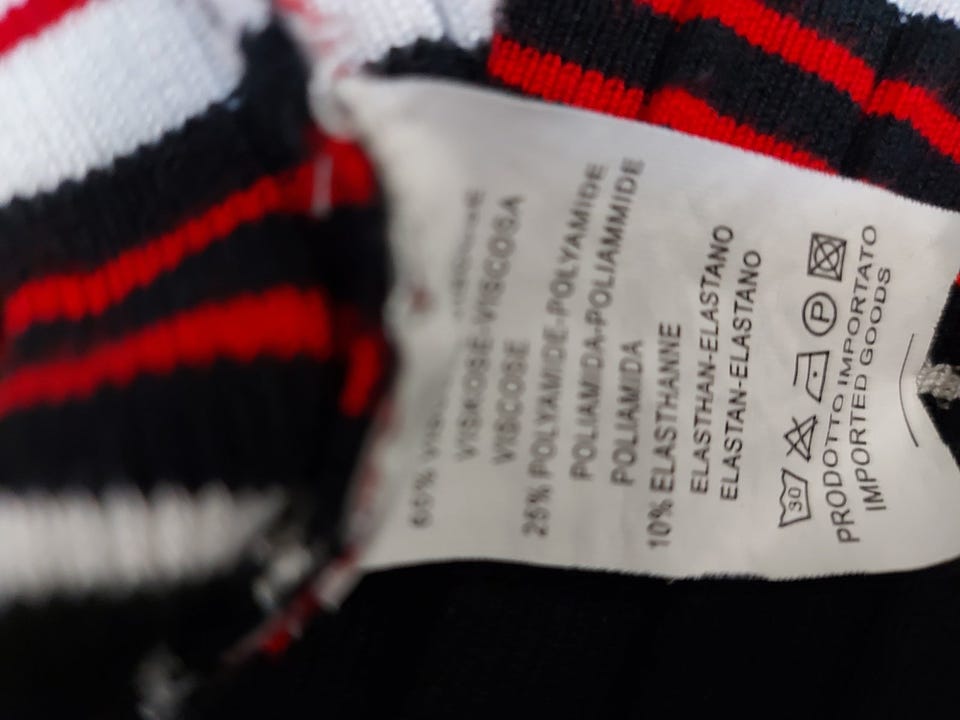 65% 
VISKOSE-VISCOSA
VISCOSE
25% POLYAMIDE-POLYAMIDE
POLIAMIDA-POLIAMMIDE
POLIAMIDA
10% ELASTHANNE
ELASTHAN-ELASTANO
ELASTAN-ELASTANO
30 P
PRODOTTO IMPORTATO
IMPORTED GOODS